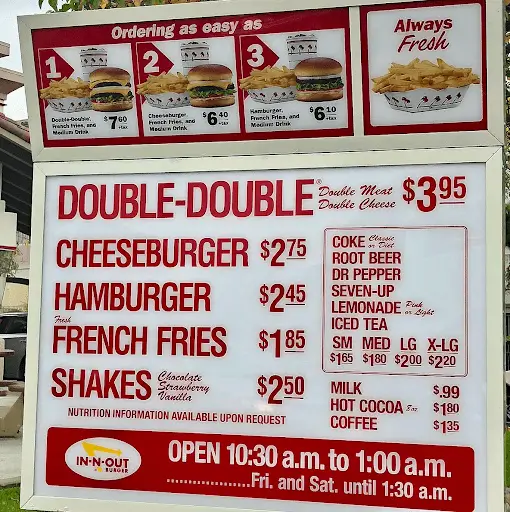 Ordering as easy as
1 2 3
Double-Double, French Fries, and Medium Drink $7.60 +tax
Cheeseburger French Fries, and Medium Drink $6.40 +tax
Hamburger, French Fries, and Medium Drink $6.10 +tax
Always
Fresh
DOUBLE-DOUBLE® Double Meat Double Cheese $3.95
CHEESEBURGER $2.75
HAMBURGER $2.45
Fresh
FRENCH FRIES $1.85
SHAKES Chocolate Strawberry Vanilla $2.50
NUTRITION INFORMATION AVAILABLE UPON REQUEST
COKE Classic or Diet
ROOT BEER
DR PEPPER
SEVEN-UP
LEMONADE Pink or Light
ICED TEA
SM MED LG X-LG
$1.65 $1.80 $2.00 $2.20
MILK $.99
HOT COCOA 8oz $1.80
COFFEE $1.35
IN-N-OUT
BURGER
OPEN 10:30 a.m. to 1:00 a.m.
..................Fri. and Sat. until 1:30 a.m.